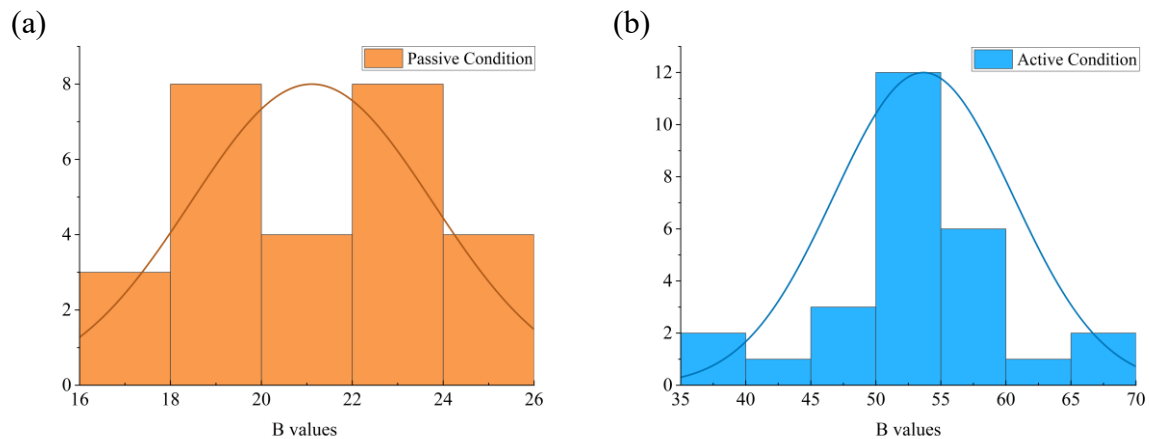 (a)
Passive Condition
8
6
4
2
0
16 18 20 22 24 26
B values
(b)
Active Condition
12
10
8
6
4
2
0
35 40 45 50 55 60 65 70
B values